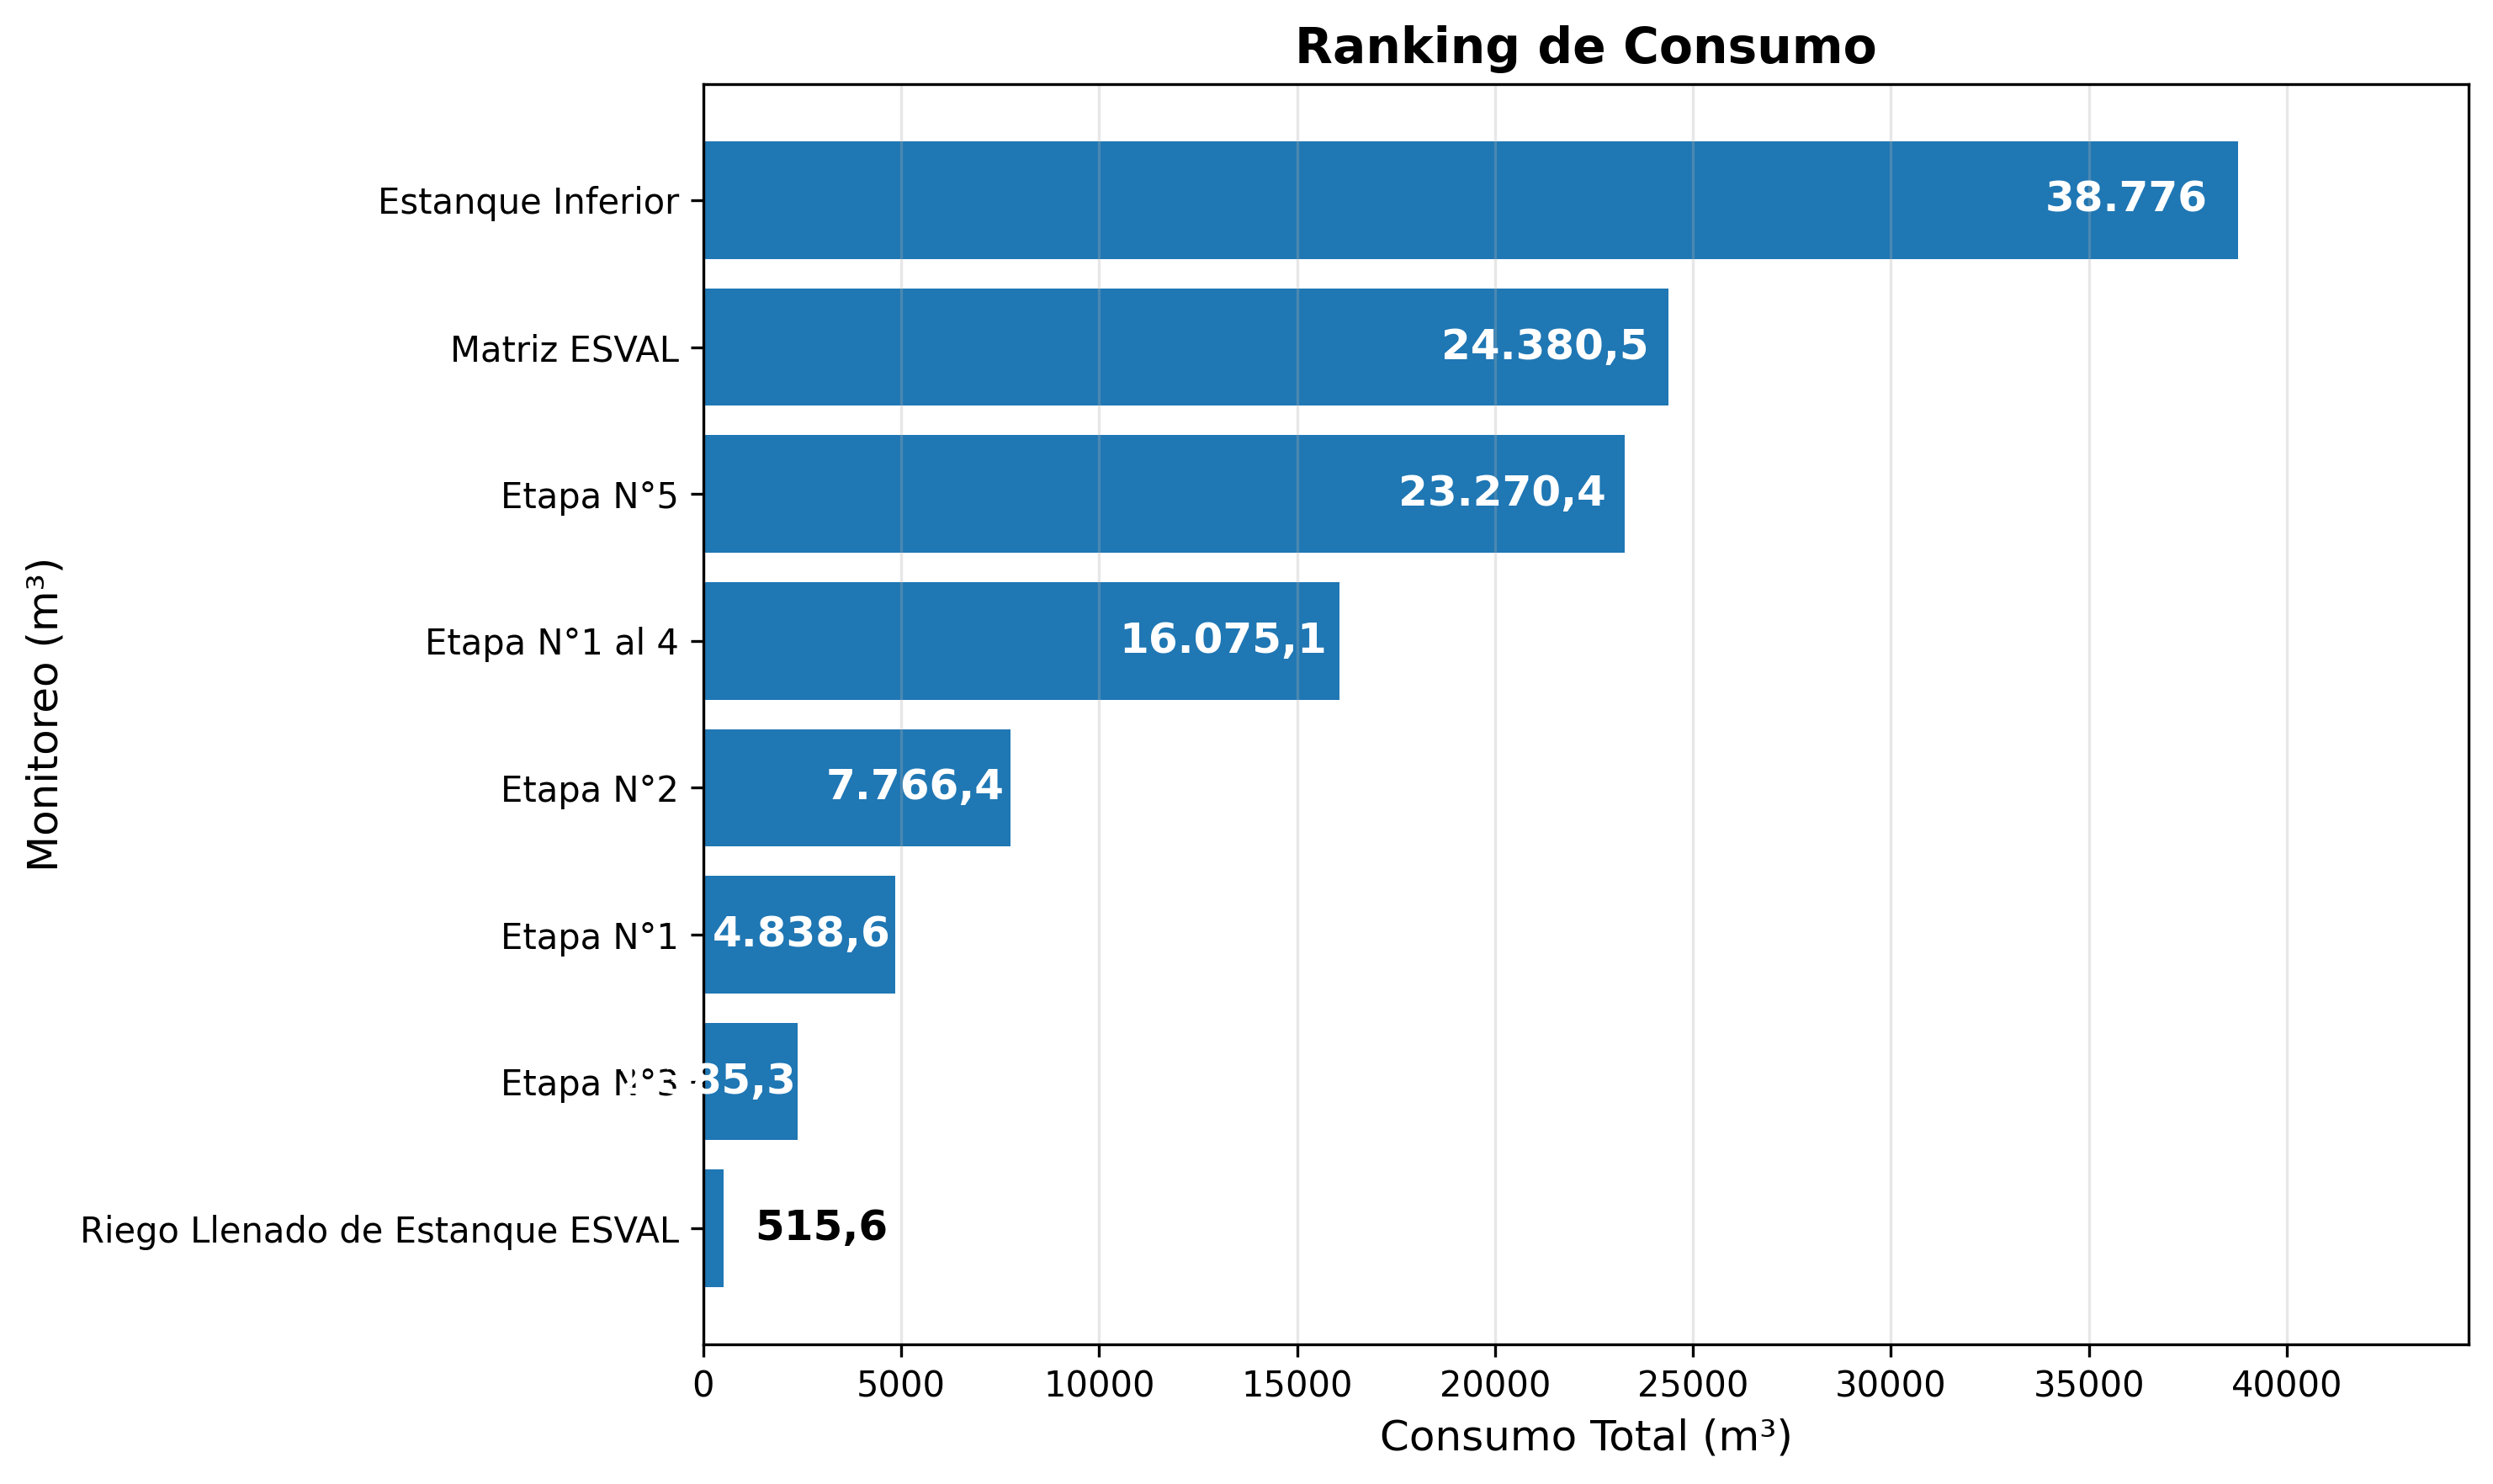 Ranking de Consumo
Estanque Inferior
38.776
Matriz ESVAL
24.380,5
Etapa N°5
23.270,4
Etapa N°1 al 4
16.075,1
Etapa N°2
7.766,4
Etapa N°1
4.838,6
Etapa N°3
85,3
Riego Llenado de Estanque ESVAL
515,6
Monitoreo (m³)
0 5000 10000 15000 20000 25000 30000 35000 40000
Consumo Total (m³)